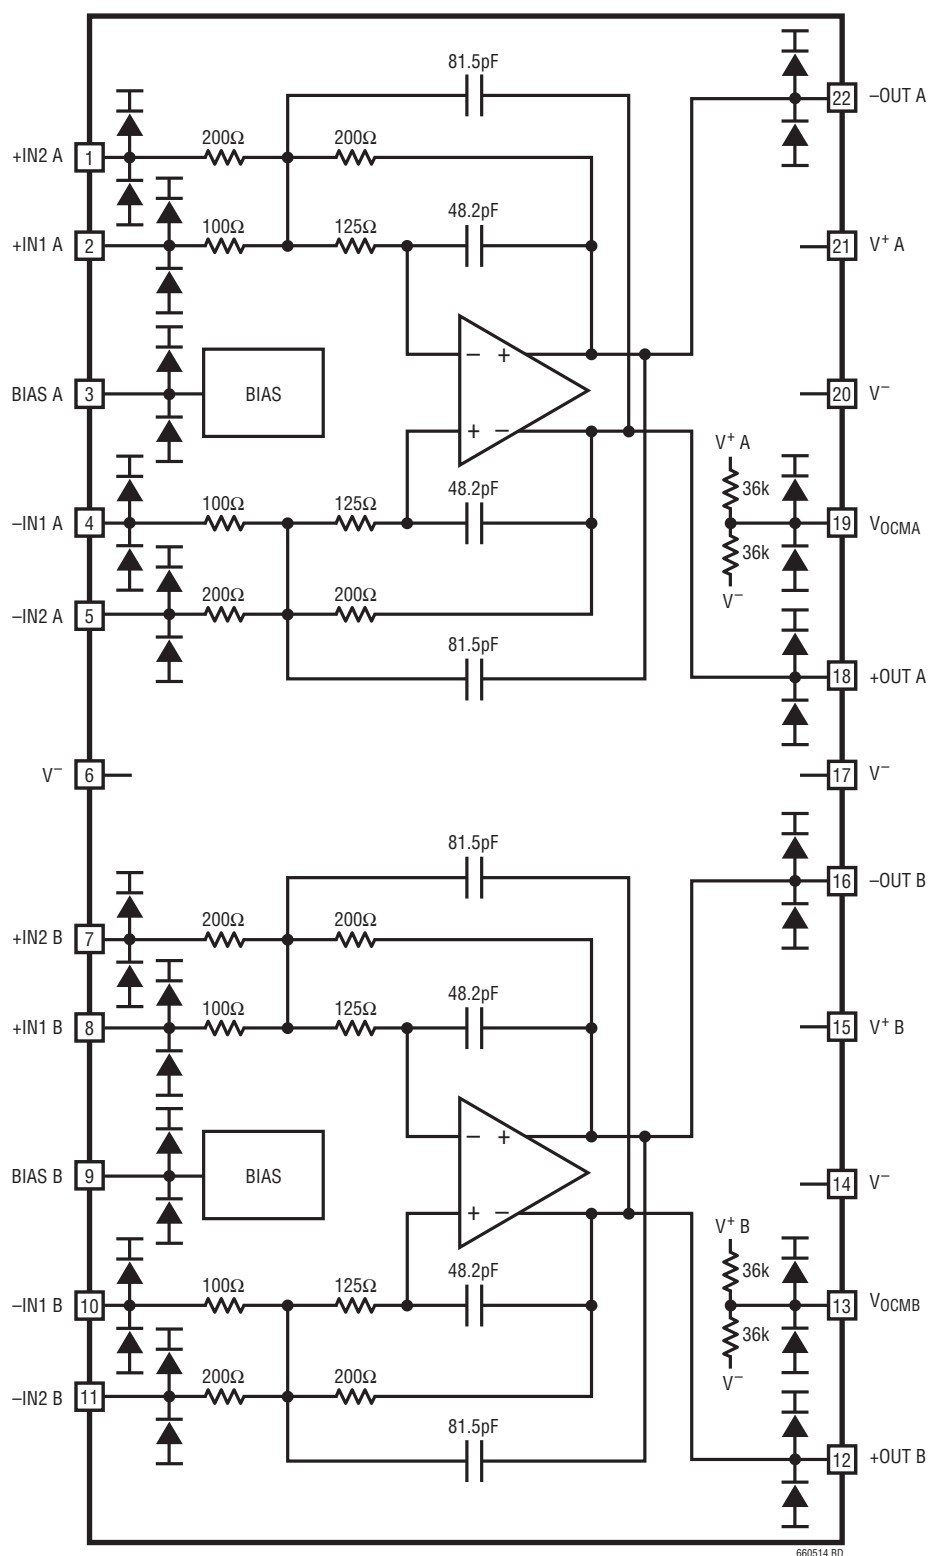 81.5pF
22 –OUT A
200Ω 200Ω
+IN2 A 1
100Ω 125Ω 48.2pF
+IN1 A 2
21 V+ A
– +
BIAS A 3 BIAS
20 V–
+ –
V+ A
100Ω 125Ω 48.2pF
36k
–IN1 A 4
19 VOCMA
36k
200Ω 200Ω
V–
–IN2 A 5
81.5pF
18 +OUT A
V– 6
17 V–
81.5pF
16 –OUT B
200Ω 200Ω
+IN2 B 7
100Ω 125Ω 48.2pF
+IN1 B 8
15 V+ B
– +
BIAS B 9 BIAS
14 V–
+ –
V+ B
100Ω 125Ω 48.2pF
36k
–IN1 B 10
13 VOCMB
36k
200Ω 200Ω
V–
–IN2 B 11
81.5pF
12 +OUT B
660514 BD